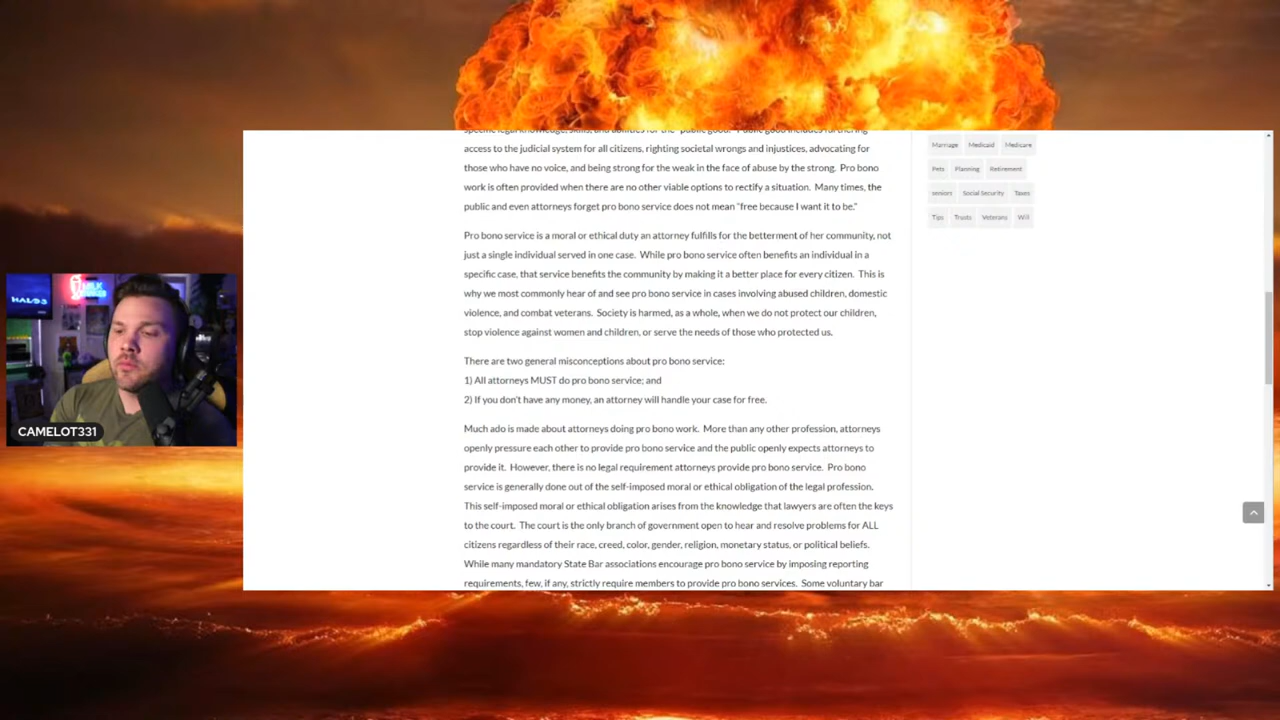 specific legal knowledge, skills, and abilities for the "public good." Public good includes furthering
access to the judicial system for all citizens, righting societal wrongs and injustices, advocating for
those who have no voice, and being strong for the weak in the face of abuse by the strong. Pro bono
work is often provided when there are no other viable options to rectify a situation. Many times, the
public and even attorneys forget pro bono service does not mean "free because I want it to be."
Pro bono service is a moral or ethical duty an attorney fulfills for the betterment of her community, not
just a single individual served in one case. While pro bono service often benefits an individual in a
specific case, that service benefits the community by making it a better place for every citizen. This is
why we most commonly hear of and see pro bono service in cases involving abused children, domestic
violence, and combat veterans. Society is harmed, as a whole, when we do not protect our children,
stop violence against women and children, or serve the needs of those who protected us.
There are two general misconceptions about pro bono service:
1) All attorneys MUST do pro bono service; and
2) If you don't have any money, an attorney will handle your case for free.
Much ado is made about attorneys doing pro bono work. More than any other profession, attorneys
openly pressure each other to provide pro bono service and the public openly expects attorneys to
provide it. However, there is no legal requirement attorneys provide pro bono service. Pro bono
service is generally done out of the self-imposed moral or ethical obligation of the legal profession.
This self-imposed moral or ethical obligation arises from the knowledge that lawyers are often the keys
to the court. The court is the only branch of government open to hear and resolve problems for ALL
citizens regardless of their race, creed, color, gender, religion, monetary status, or political beliefs.
While many mandatory State Bar associations encourage pro bono service by imposing reporting
requirements, few, if any, strictly require members to provide pro bono services. Some voluntary bar
Marriage Medicaid Medicare
Pets Planning Retirement
seniors Social Security Taxes
Tips Trusts Veterans Will
HALO 3
MILK
CAMELOT331